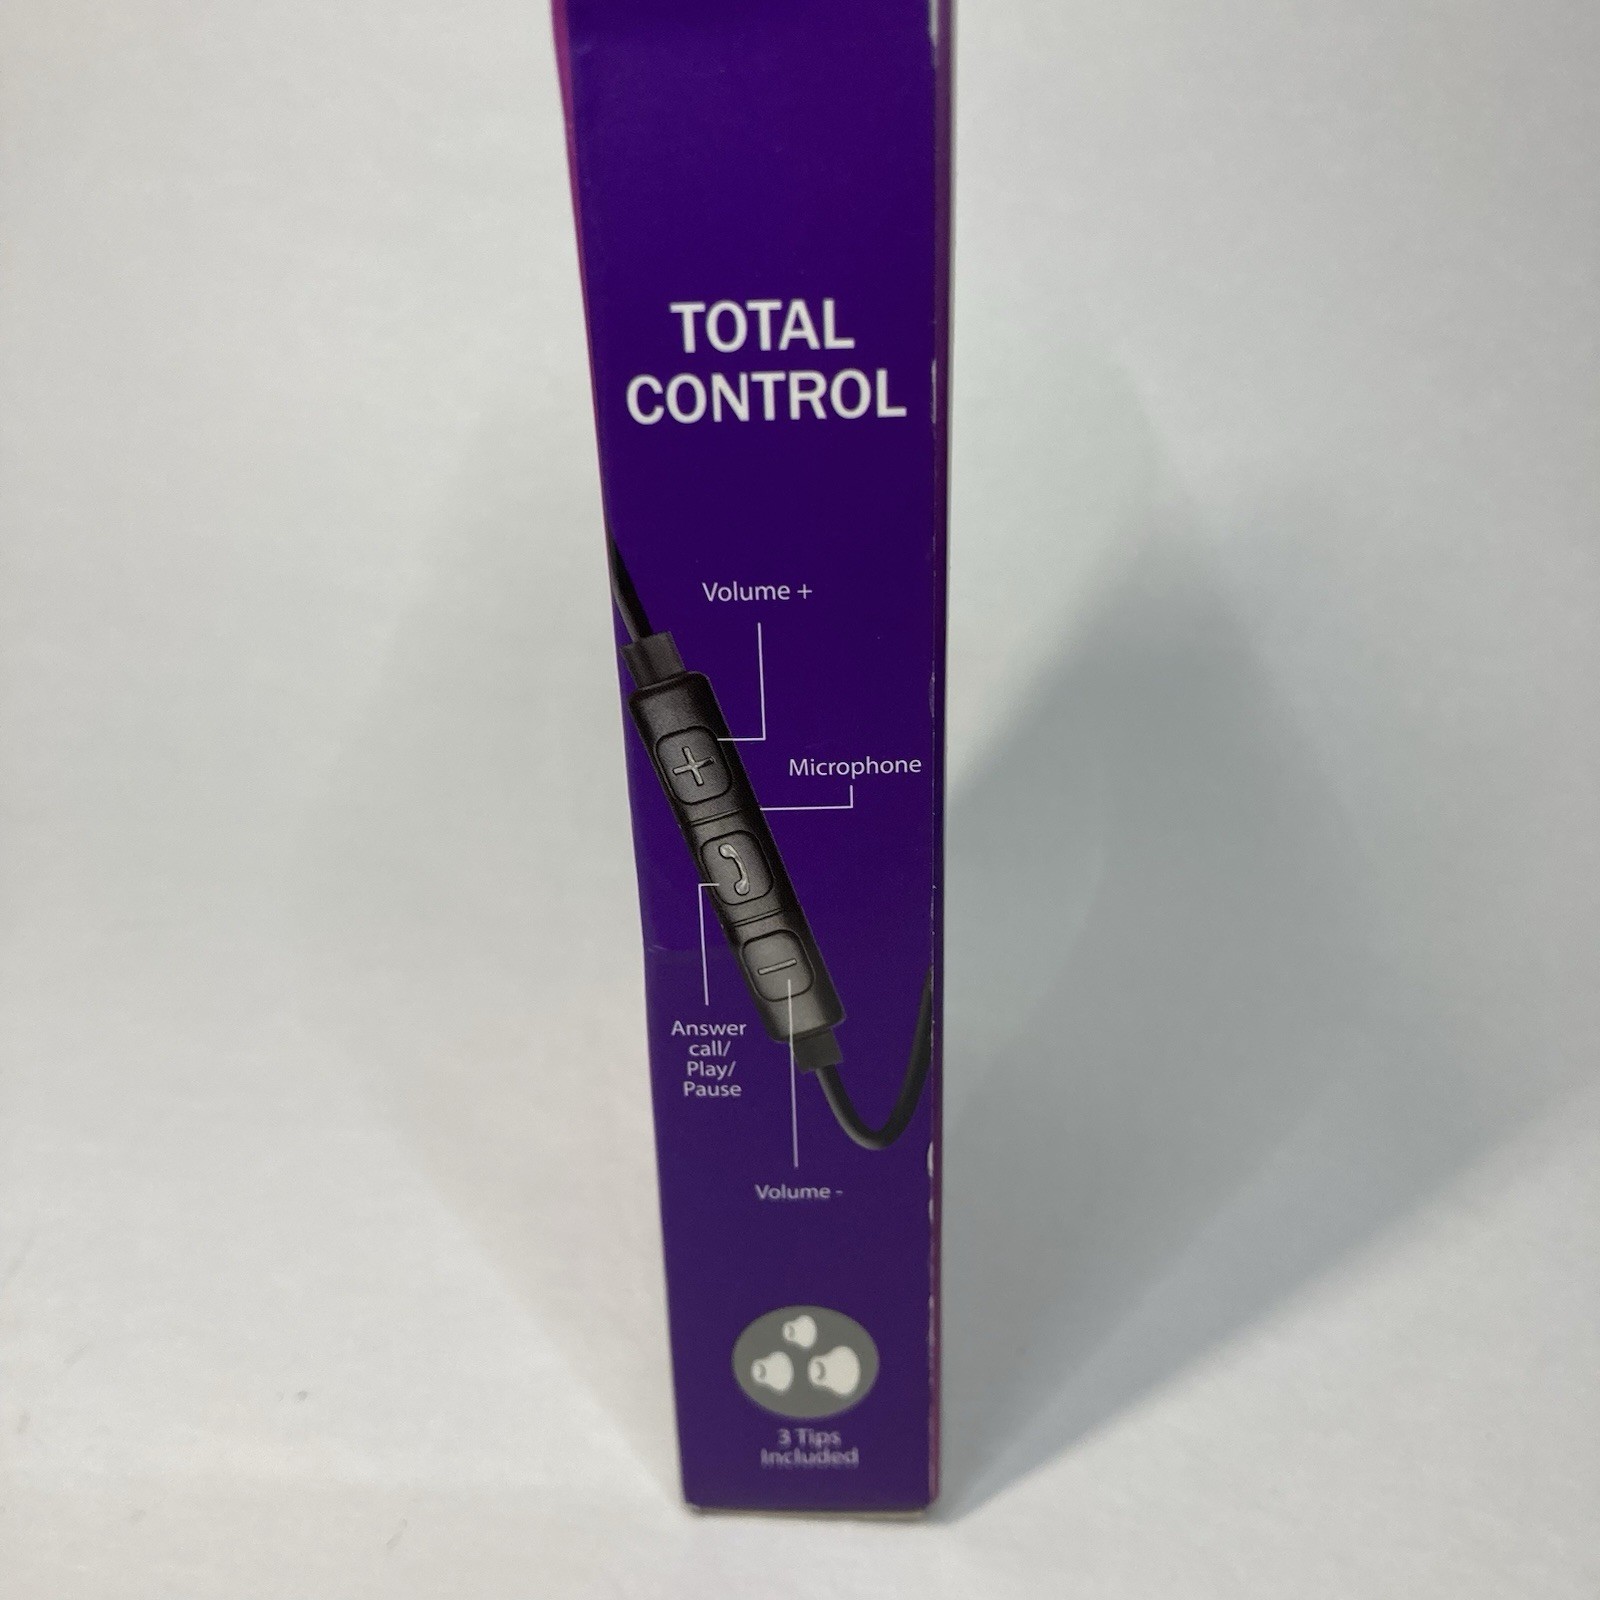 TOTAL
CONTROL
Volume +
Microphone
Answer
call/
Play/
Pause
Volume -
3 Tips
Included